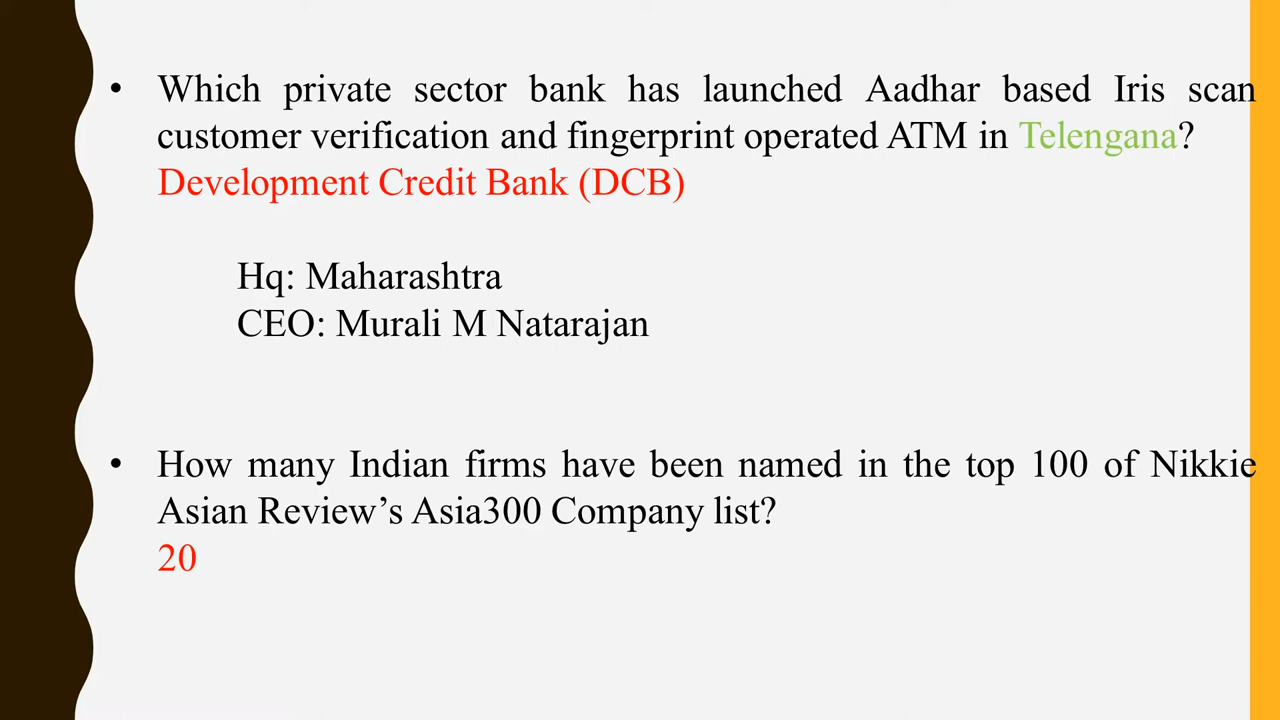 • Which private sector bank has launched Aadhar based Iris scan
customer verification and fingerprint operated ATM in Telengana?
Development Credit Bank (DCB)
Hq: Maharashtra
CEO: Murali M Natarajan
• How many Indian firms have been named in the top 100 of Nikkie
Asian Review’s Asia300 Company list?
20